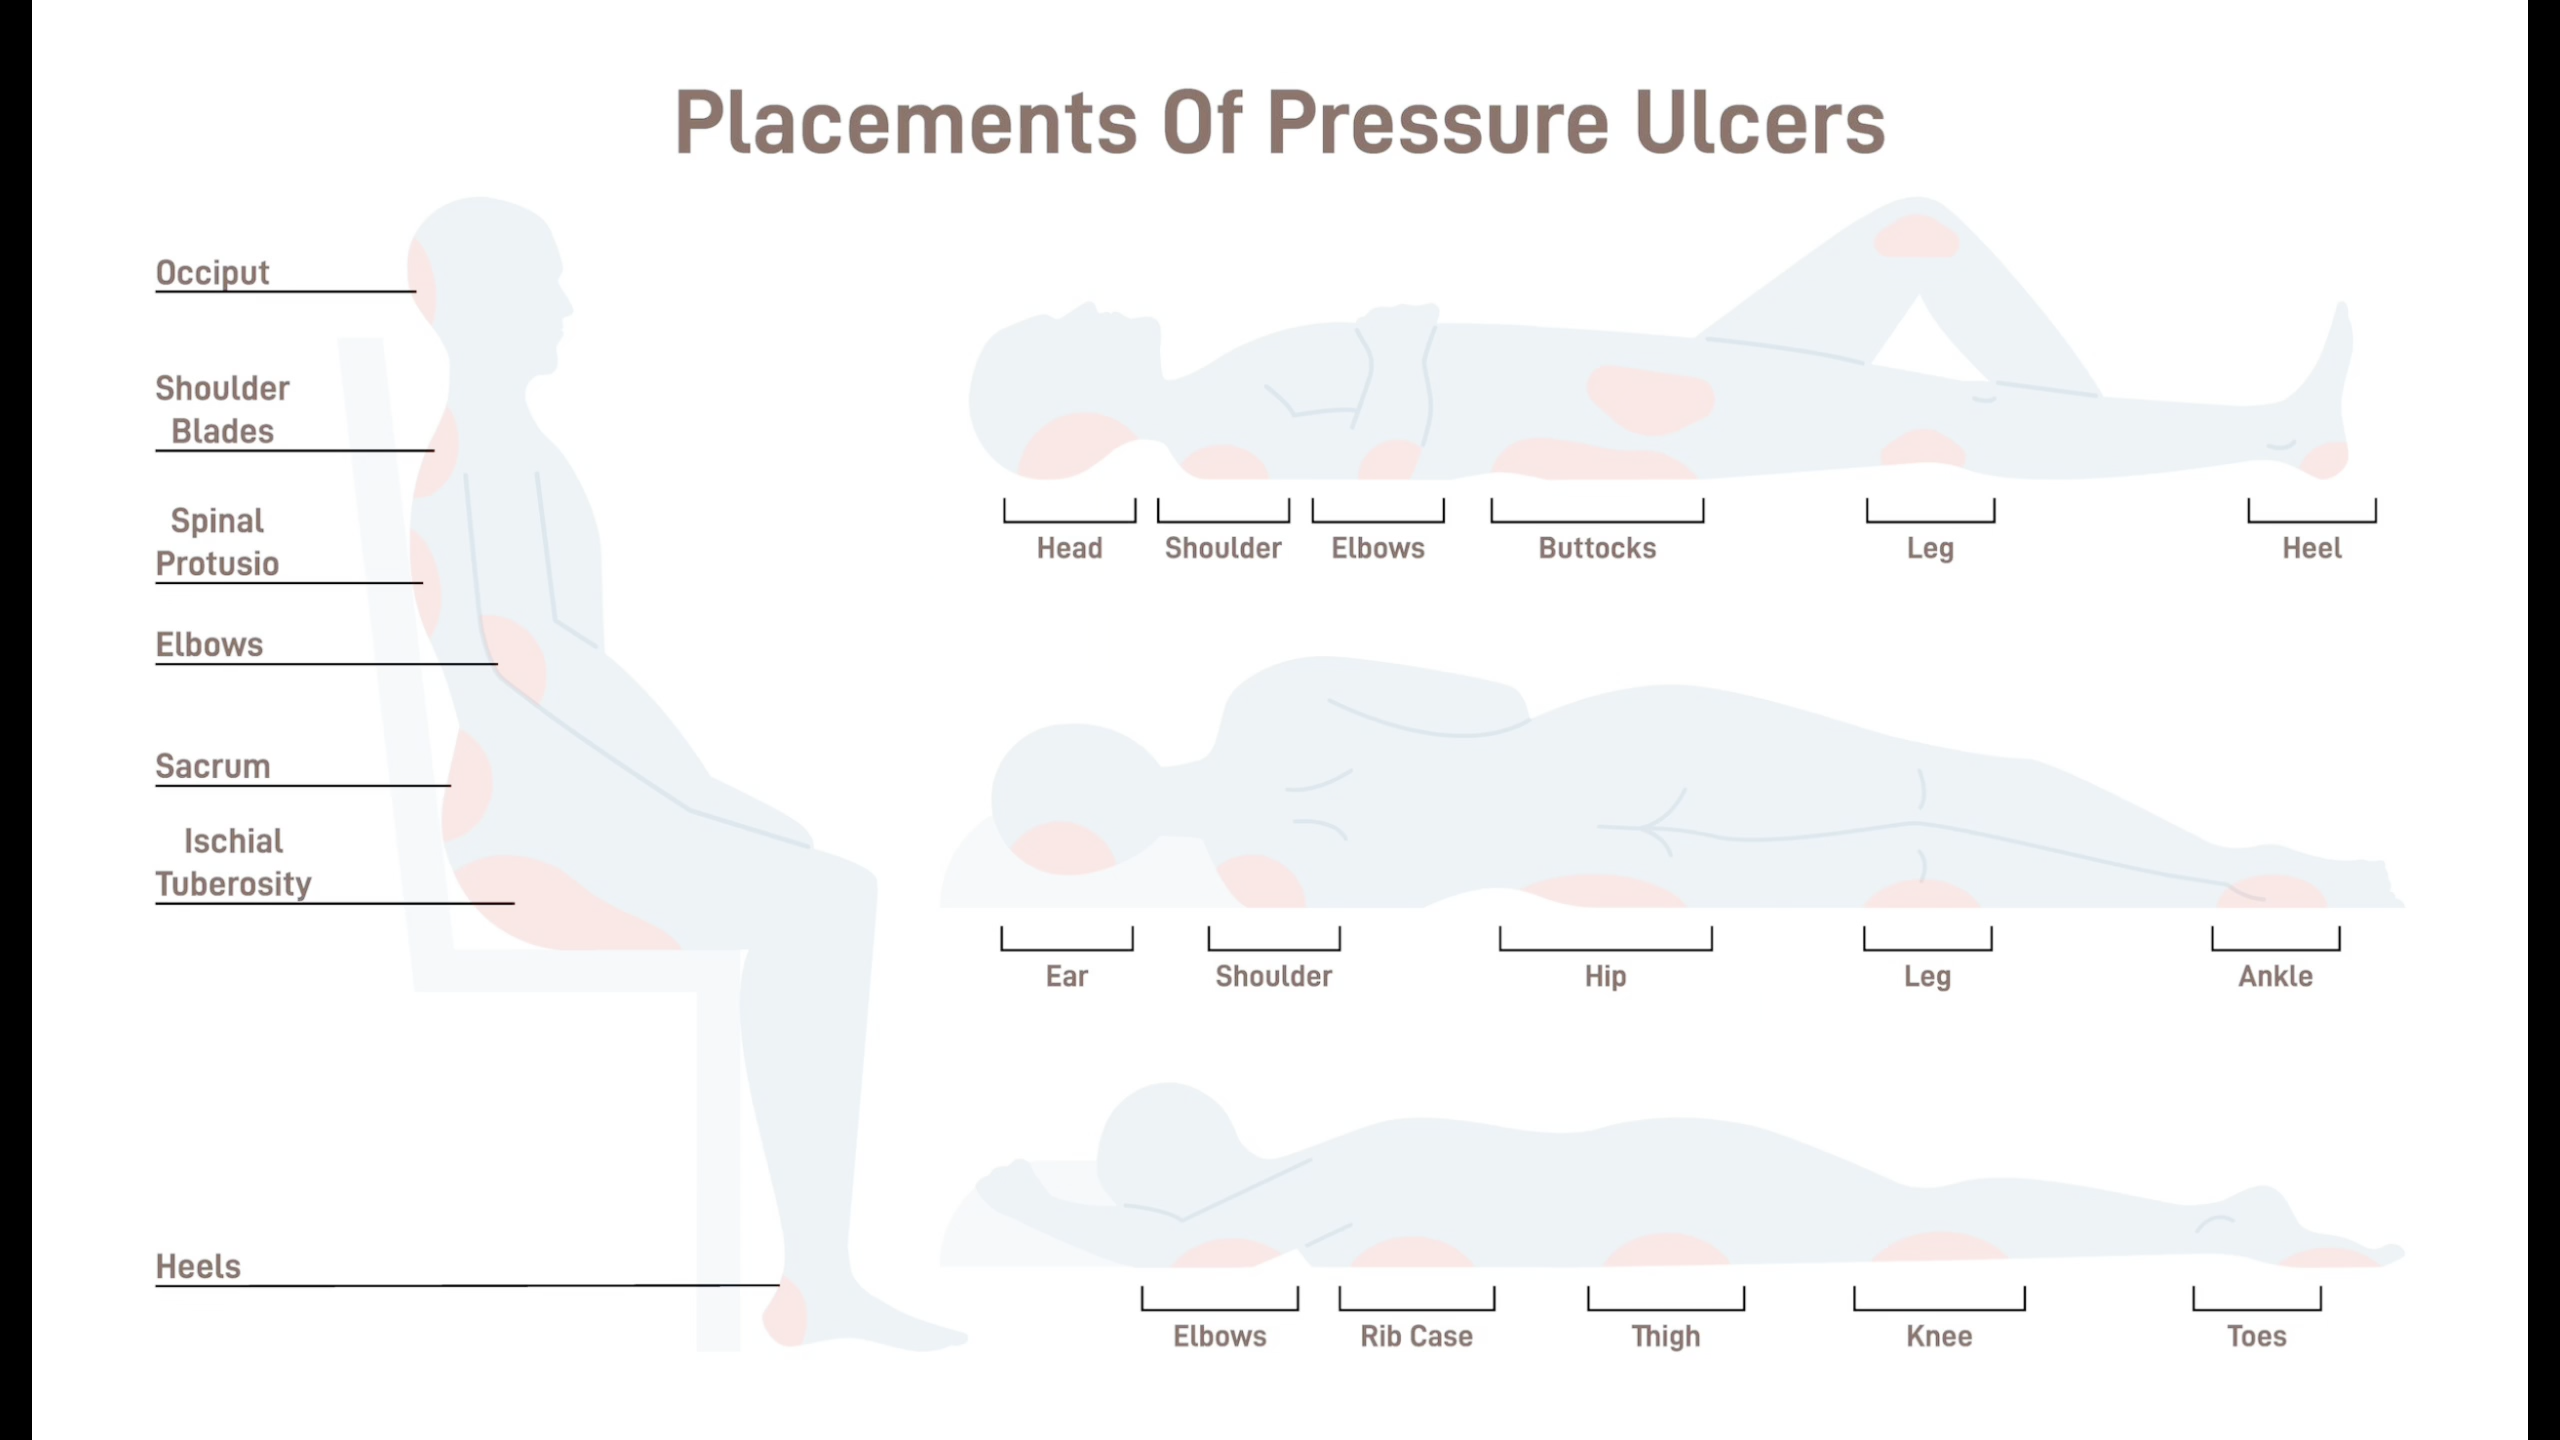 Placements Of Pressure Ulcers
Occiput
Shoulder
Blades
Spinal
Protusio
Elbows
Sacrum
Ischial
Tuberosity
Heels
Head Shoulder Elbows Buttocks Leg Heel
Ear Shoulder Hip Leg Ankle
Elbows Rib Case Thigh Knee Toes